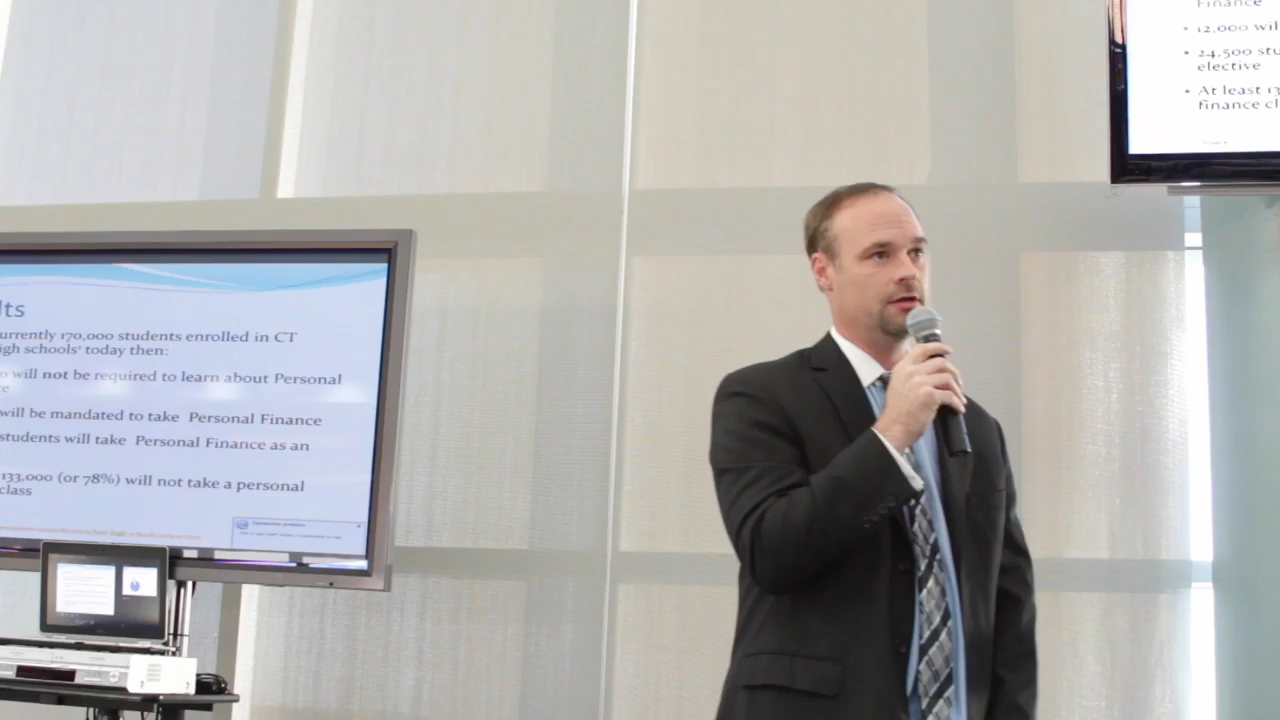 lts
urrently 170,000 students enrolled in CT
igh schools¹ today then:
o will not be required to learn about Personal
ce
will be mandated to take Personal Finance
students will take Personal Finance as an
133,000 (or 78%) will not take a personal
class
Finance
• 12,000 wil
• 24,500 stu
elective
• At least 13
finance cl